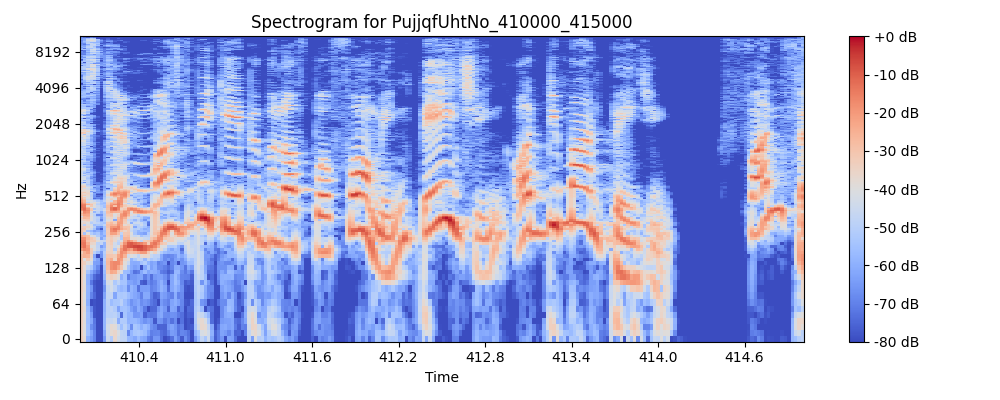 Spectrogram for PujjqfUhtNo_410000_415000
Hz
8192
4096
2048
1024
512
256
128
64
0
410.4 411.0 411.6 412.2 412.8 413.4 414.0 414.6
Time
+0 dB
-10 dB
-20 dB
-30 dB
-40 dB
-50 dB
-60 dB
-70 dB
-80 dB